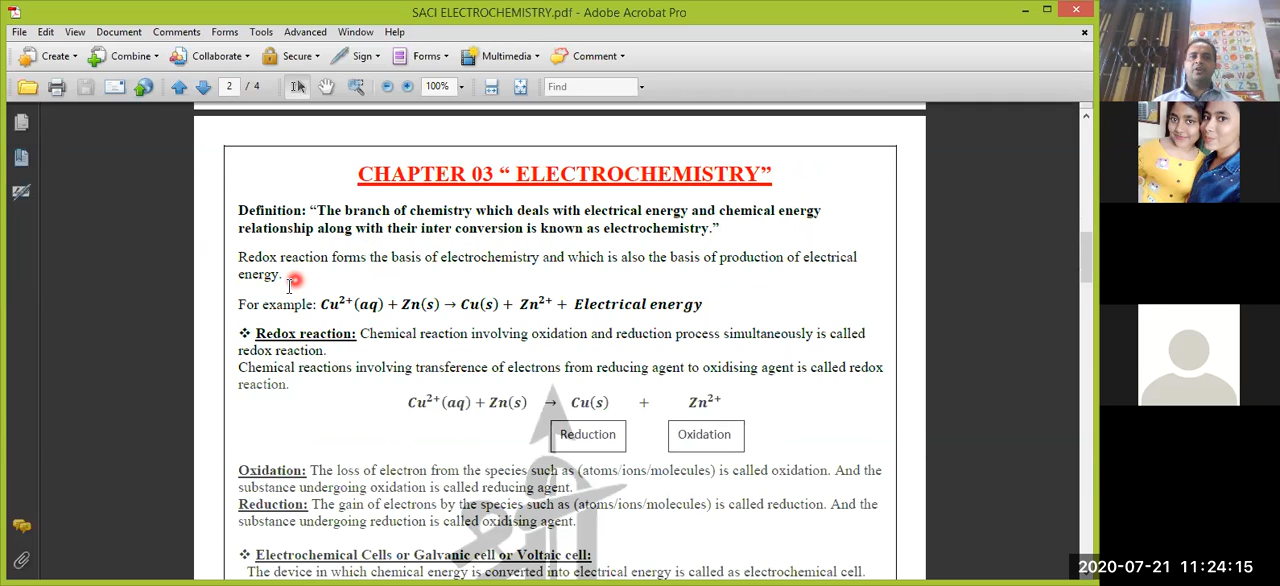 SACI ELECTROCHEMISTRY.pdf - Adobe Acrobat Pro
File Edit View Document Comments Forms Tools Advanced Window Help
Create Combine Collaborate Secure Sign Forms Multimedia Comment
2 / 4 100% Find
CHAPTER 03 “ ELECTROCHEMISTRY”
Definition: “The branch of chemistry which deals with electrical energy and chemical energy
relationship along with their inter conversion is known as electrochemistry.”
Redox reaction forms the basis of electrochemistry and which is also the basis of production of electrical
energy.
For example: Cu²⁺(aq) + Zn(s) → Cu(s) + Zn²⁺ + Electrical energy
❖ Redox reaction: Chemical reaction involving oxidation and reduction process simultaneously is called
redox reaction.
Chemical reactions involving transference of electrons from reducing agent to oxidising agent is called redox
reaction.
Cu²⁺(aq) + Zn(s) → Cu(s) + Zn²⁺
Reduction Oxidation
Oxidation: The loss of electron from the species such as (atoms/ions/molecules) is called oxidation. And the
substance undergoing oxidation is called reducing agent.
Reduction: The gain of electrons by the species such as (atoms/ions/molecules) is called reduction. And the
substance undergoing reduction is called oxidising agent.
❖ Electrochemical Cells or Galvanic cell or Voltaic cell:
The device in which chemical energy is converted into electrical energy is called as electrochemical cell.
2020-07-21 11:24:15